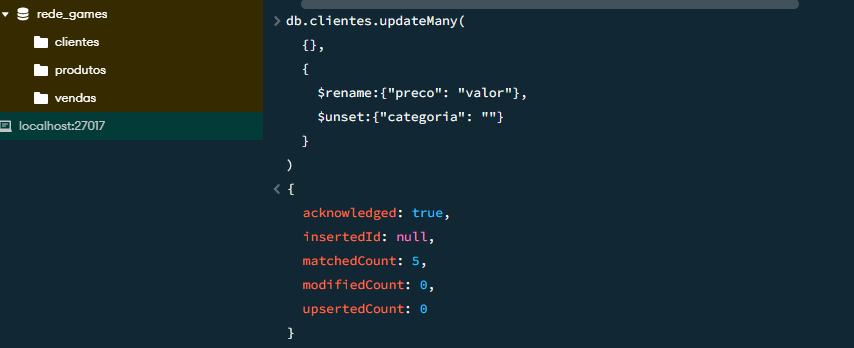 rede_games
clientes
produtos
vendas
localhost:27017
db.clientes.updateMany(
{},
{
$rename:{"preco": "valor"},
$unset:{"categoria": ""}
}
)
{
acknowledged: true,
insertedId: null,
matchedCount: 5,
modifiedCount: 0,
upsertedCount: 0
}